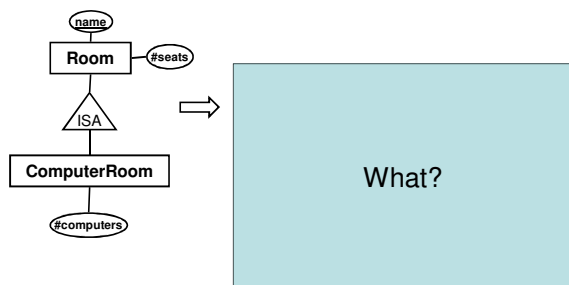 name
Room
#seats
ISA
ComputerRoom
#computers
What?